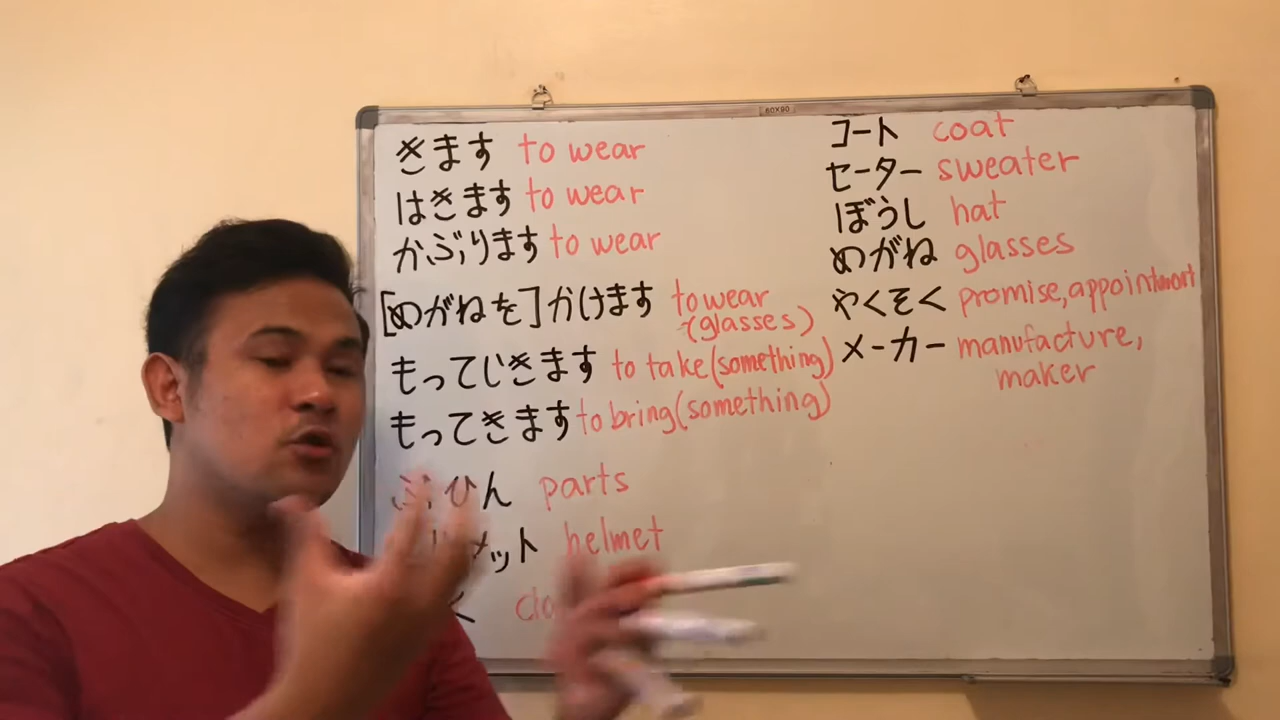 60X90
きます to wear
はきます to wear
かぶります to wear
[めがねを]かけます to wear
(glasses)
もっていきます to take (something)
もってきます to bring (something)
ぶひん parts
helmet
コート coat
セーター sweater
ぼうし hat
めがね glasses
やくそく promise, appointment
メーカー manufacture,
maker